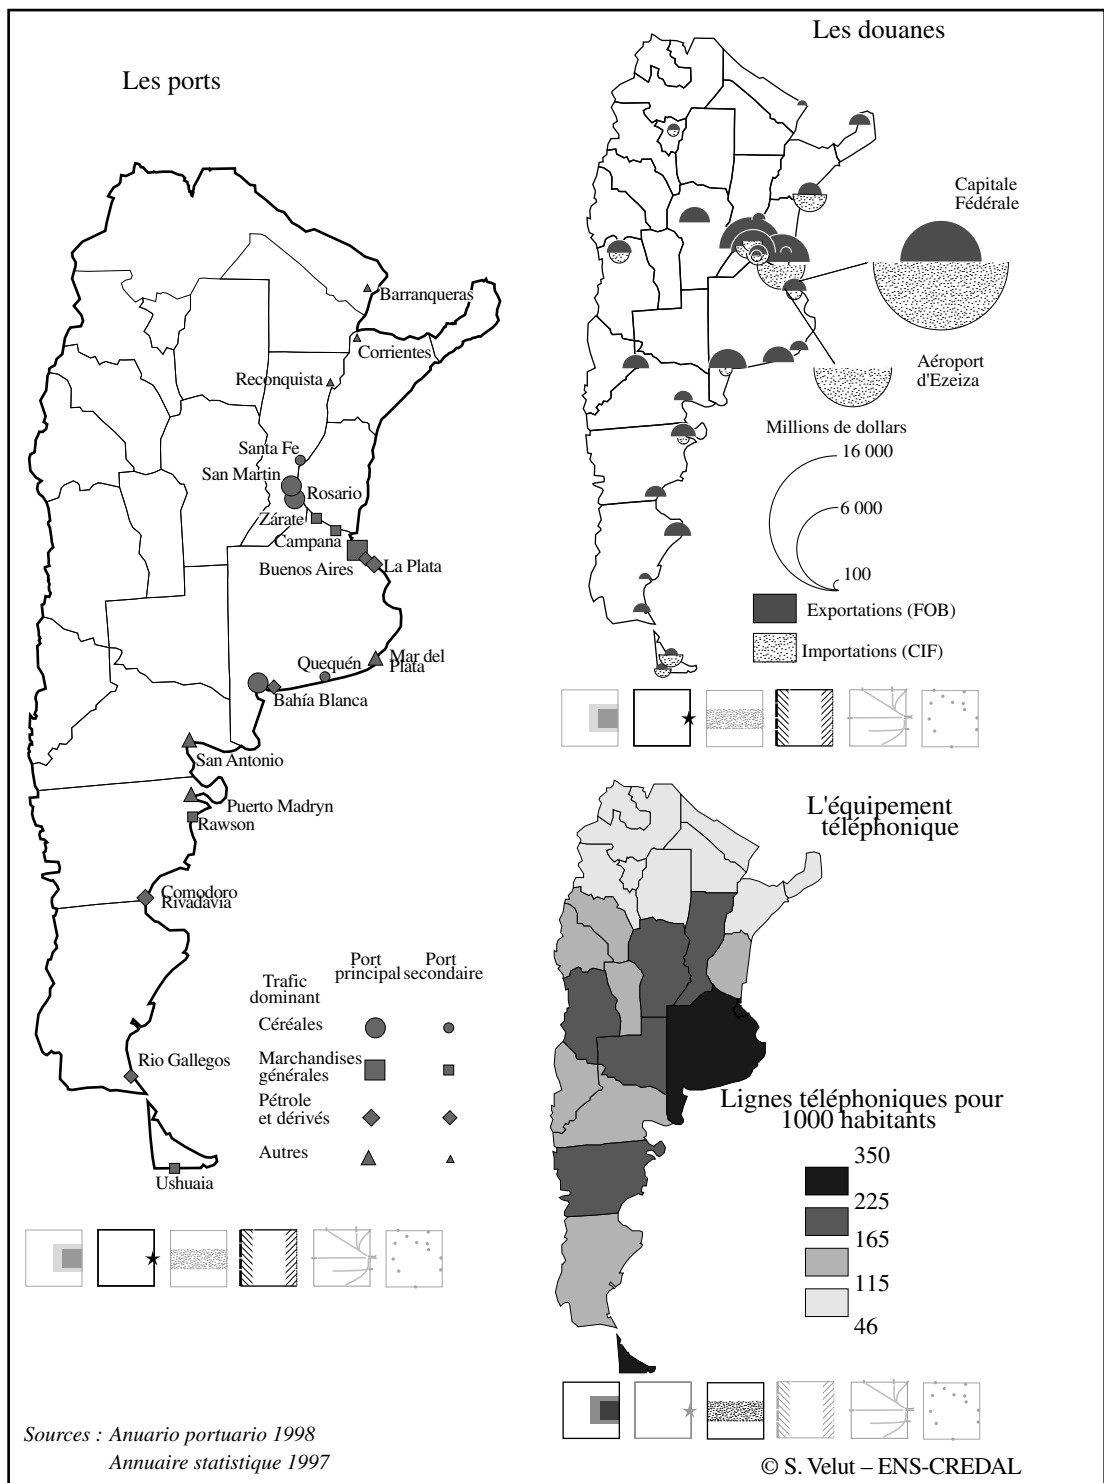 Les ports
Barranqueras
Corrientes
Reconquista
Santa Fe
San Martin
Rosario
Zárate
Campana
Buenos Aires
La Plata
Mar del
Plata
Quequén
Bahía Blanca
San Antonio
Puerto Madryn
Rawson
Comodoro
Rivadavia
Rio Gallegos
Ushuaia
Trafic
dominant
Port
principal
Port
secondaire
Céréales
Marchandises
générales
Pétrole
et dérivés
Autres
Les douanes
Capitale
Fédérale
Aéroport
d'Ezeiza
Millions de dollars
16 000
6 000
100
Exportations (FOB)
Importations (CIF)
L'équipement
téléphonique
Lignes téléphoniques pour
1000 habitants
350
225
165
115
46
Sources : Anuario portuario 1998
Annuaire statistique 1997
© S. Velut – ENS-CREDAL